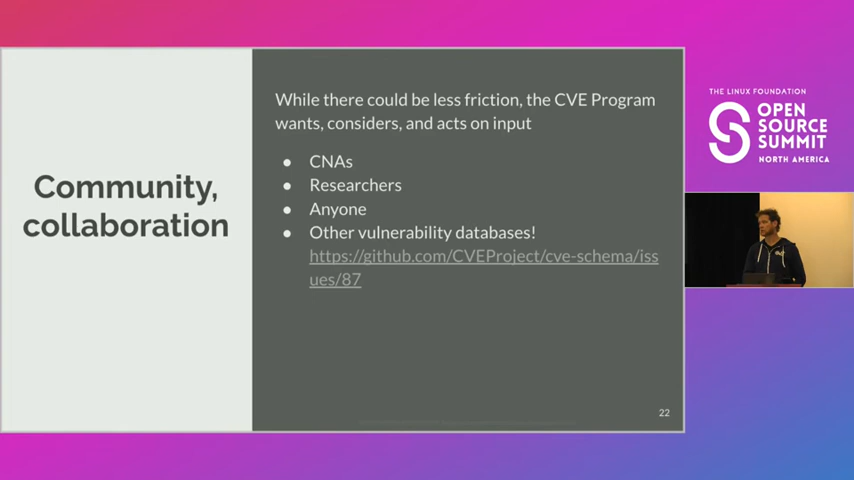 Community,
collaboration
While there could be less friction, the CVE Program
wants, considers, and acts on input
● CNAs
● Researchers
● Anyone
● Other vulnerability databases!
https://github.com/CVEProject/cve-schema/iss
ues/87
22
THE LINUX FOUNDATION
OPEN
SOURCE
SUMMIT
NORTH AMERICA